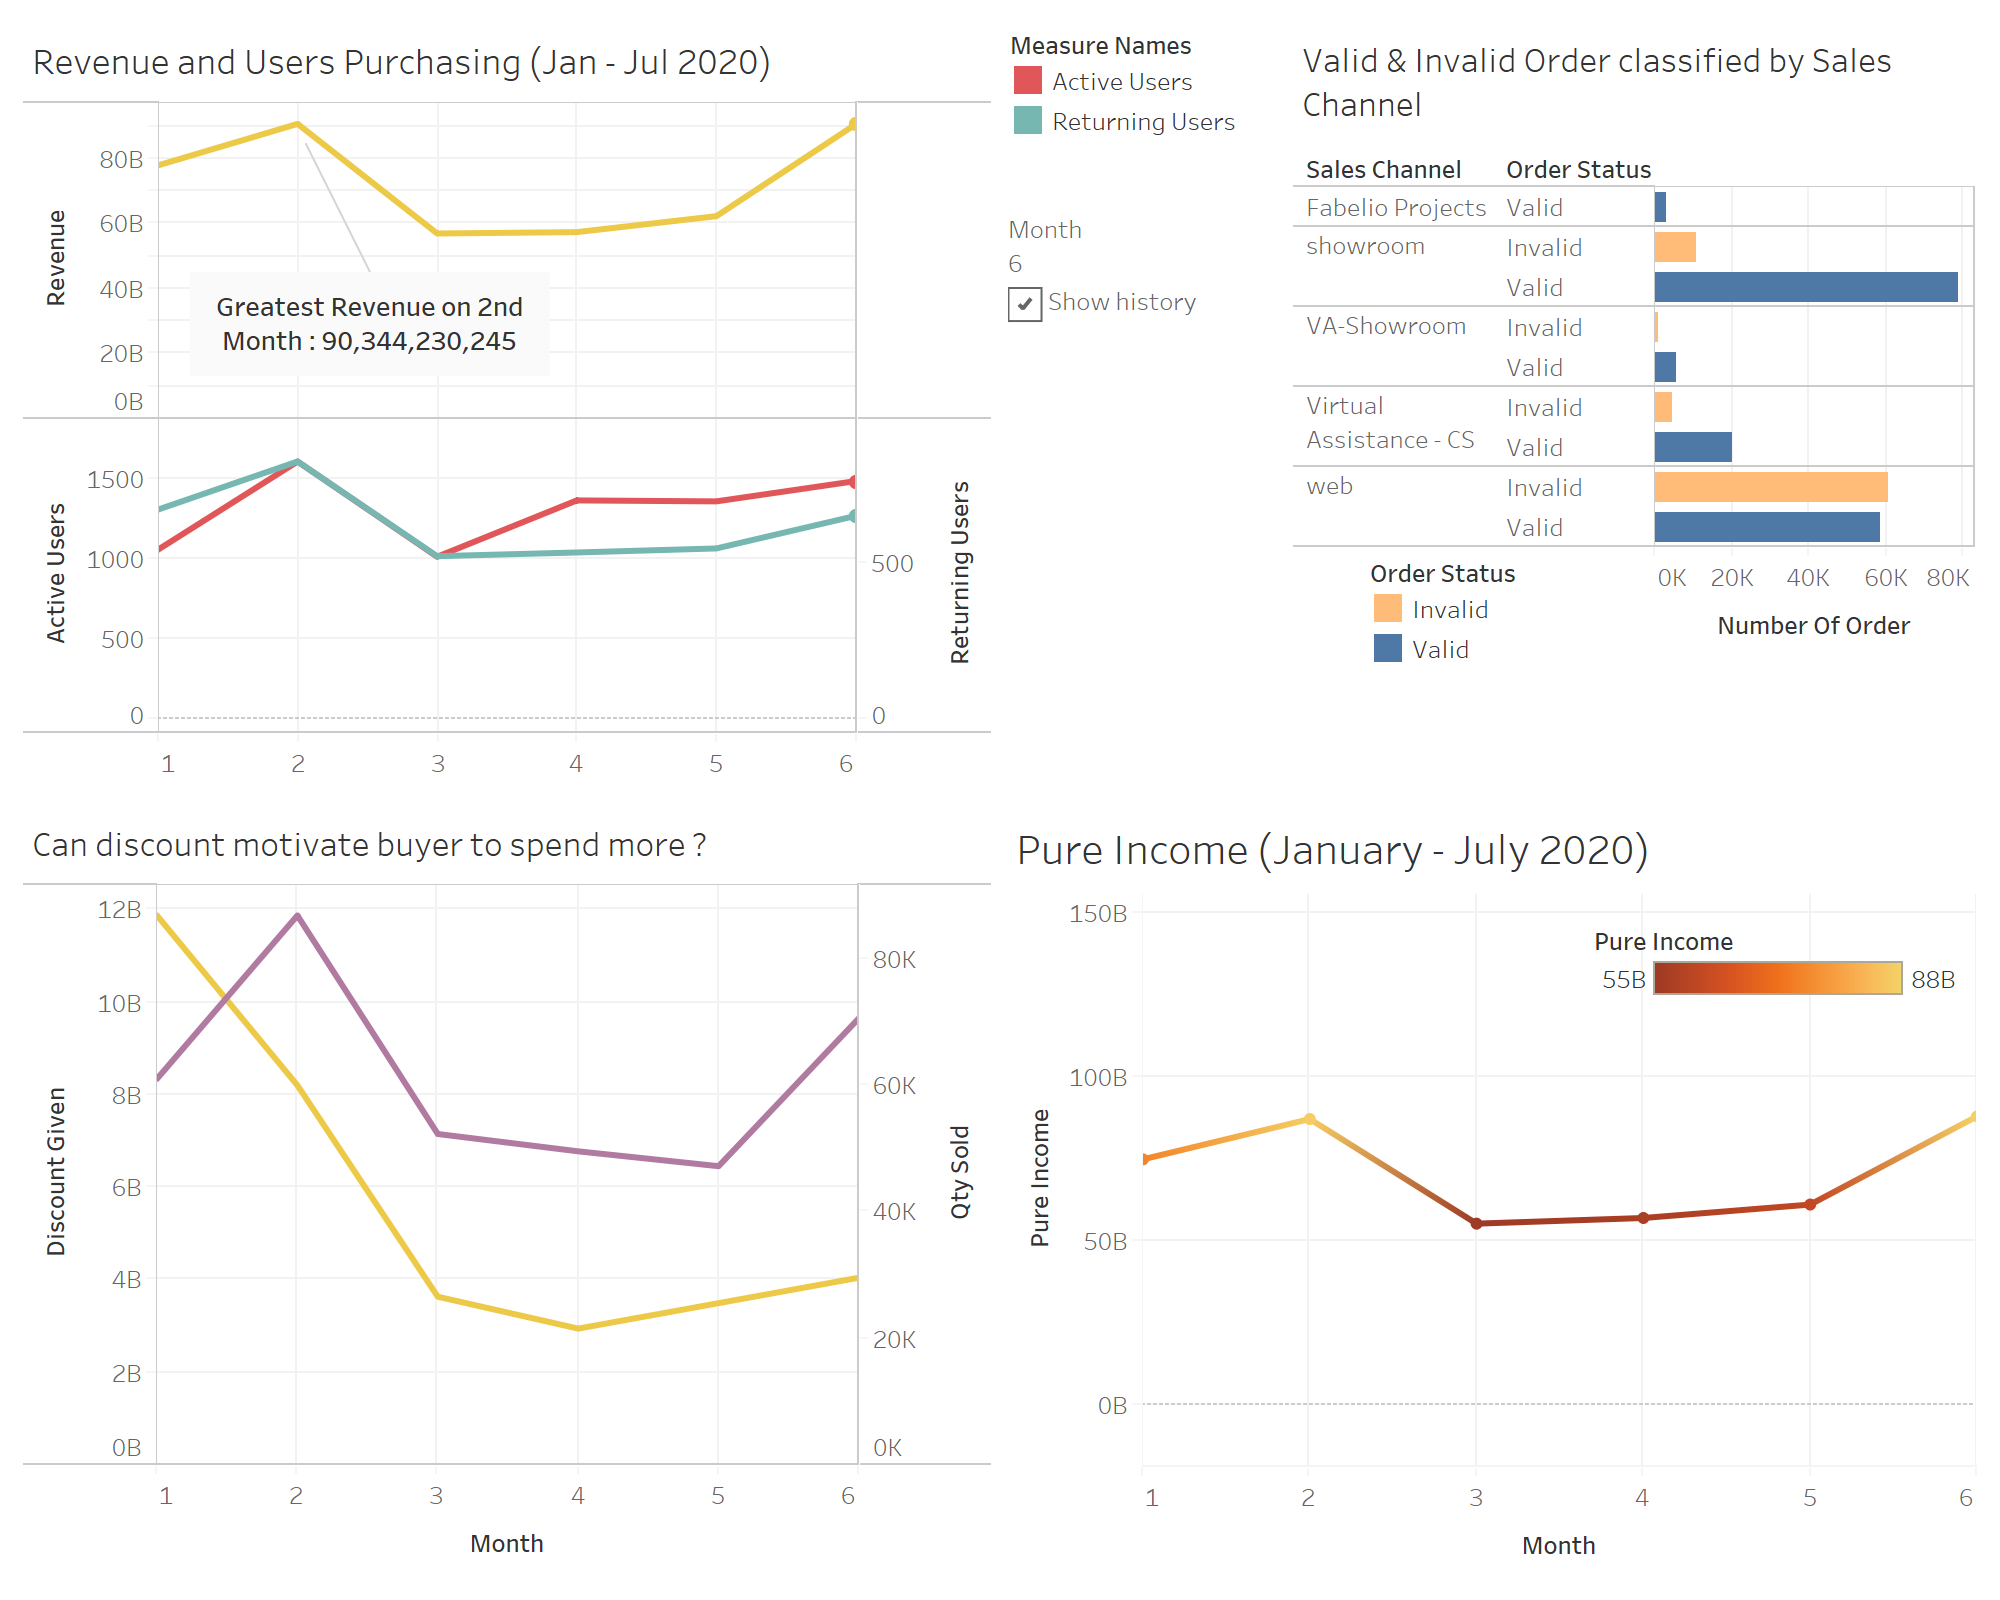 Revenue and Users Purchasing (Jan - Jul 2020)
Revenue
80B
60B
40B
20B
0B
Greatest Revenue on 2nd
Month : 90,344,230,245
Active Users
1500
1000
500
0
Returning Users
500
0
1 2 3 4 5 6
Measure Names
Active Users
Returning Users
Month
6
Show history
Valid & Invalid Order classified by Sales
Channel
Sales Channel Order Status
Fabelio Projects Valid
showroom Invalid
Valid
VA-Showroom Invalid
Valid
Virtual Invalid
Assistance - CS Valid
web Invalid
Valid
0K 20K 40K 60K 80K
Number Of Order
Order Status
Invalid
Valid
Can discount motivate buyer to spend more ?
Discount Given
12B
10B
8B
6B
4B
2B
0B
Qty Sold
80K
60K
40K
20K
0K
1 2 3 4 5 6
Month
Pure Income (January - July 2020)
Pure Income
55B 88B
Pure Income
150B
100B
50B
0B
1 2 3 4 5 6
Month